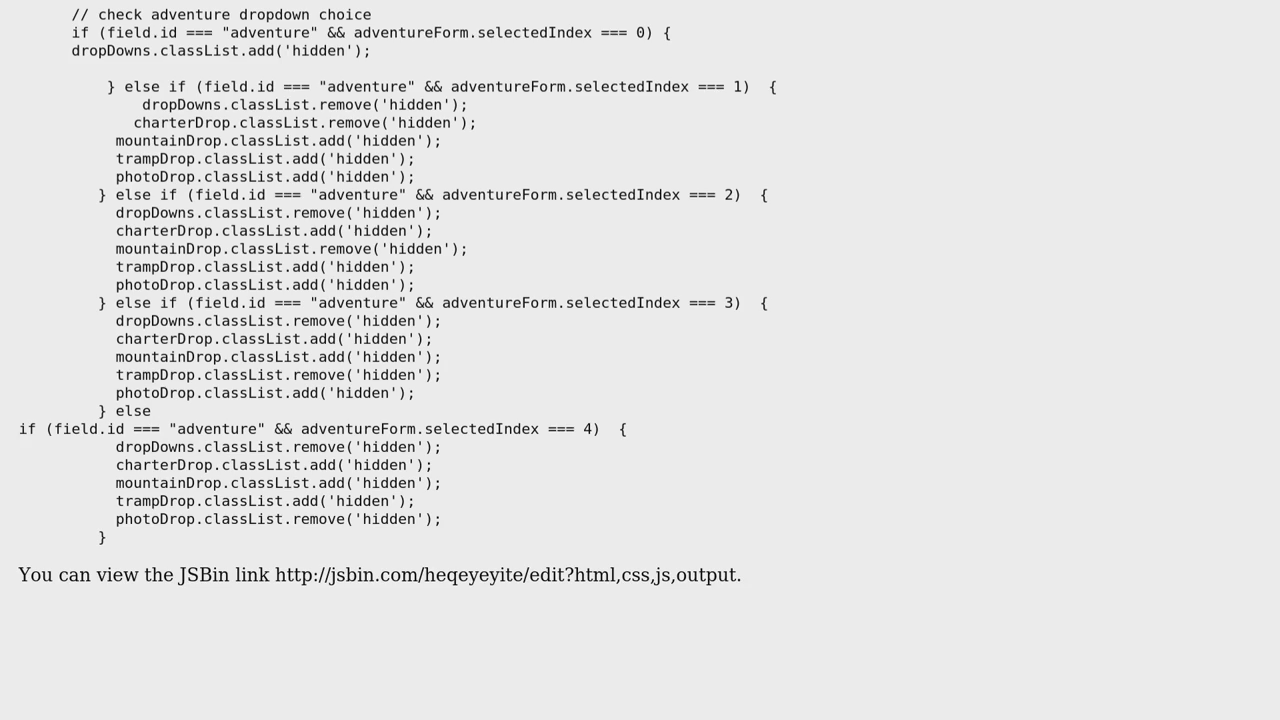 // check adventure dropdown choice
if (field.id === "adventure" && adventureForm.selectedIndex === 0) {
dropDowns.classList.add('hidden');
} else if (field.id === "adventure" && adventureForm.selectedIndex === 1)  {
dropDowns.classList.remove('hidden');
charterDrop.classList.remove('hidden');
mountainDrop.classList.add('hidden');
trampDrop.classList.add('hidden');
photoDrop.classList.add('hidden');
} else if (field.id === "adventure" && adventureForm.selectedIndex === 2)  {
dropDowns.classList.remove('hidden');
charterDrop.classList.add('hidden');
mountainDrop.classList.remove('hidden');
trampDrop.classList.add('hidden');
photoDrop.classList.add('hidden');
} else if (field.id === "adventure" && adventureForm.selectedIndex === 3)  {
dropDowns.classList.remove('hidden');
charterDrop.classList.add('hidden');
mountainDrop.classList.add('hidden');
trampDrop.classList.remove('hidden');
photoDrop.classList.add('hidden');
} else
if (field.id === "adventure" && adventureForm.selectedIndex === 4)  {
dropDowns.classList.remove('hidden');
charterDrop.classList.add('hidden');
mountainDrop.classList.add('hidden');
trampDrop.classList.add('hidden');
photoDrop.classList.remove('hidden');
}
You can view the JSBin link http://jsbin.com/heqeyeyite/edit?html,css,js,output.